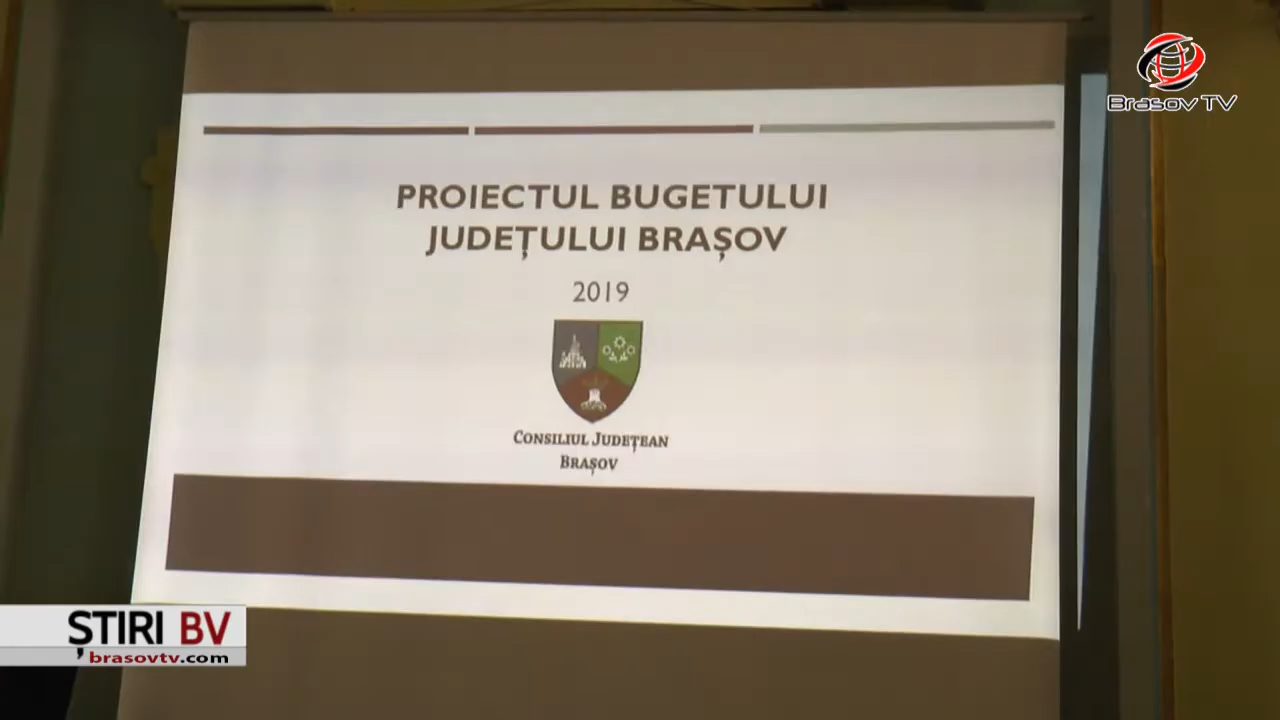 Brasov TV
PROIECTUL BUGETULUI
JUDEȚULUI BRAȘOV
2019
CONSILIUL JUDEȚEAN
BRAȘOV
ȘTIRI BV
brasovtv.com